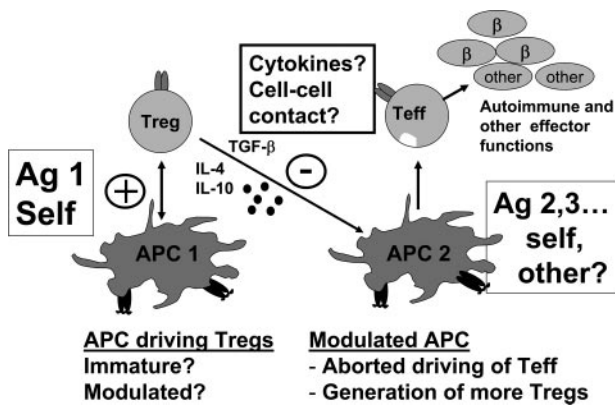 Cytokines?
Cell-cell
contact?
Treg
Teff
β
β
β
other
other
Autoimmune and
other effector
functions
TGF-β
IL-4
IL-10
+
-
Ag 1
Self
APC 1
APC 2
Ag 2,3...
self,
other?
APC driving Tregs
Immature?
Modulated?
Modulated APC
- Aborted driving of Teff
- Generation of more Tregs